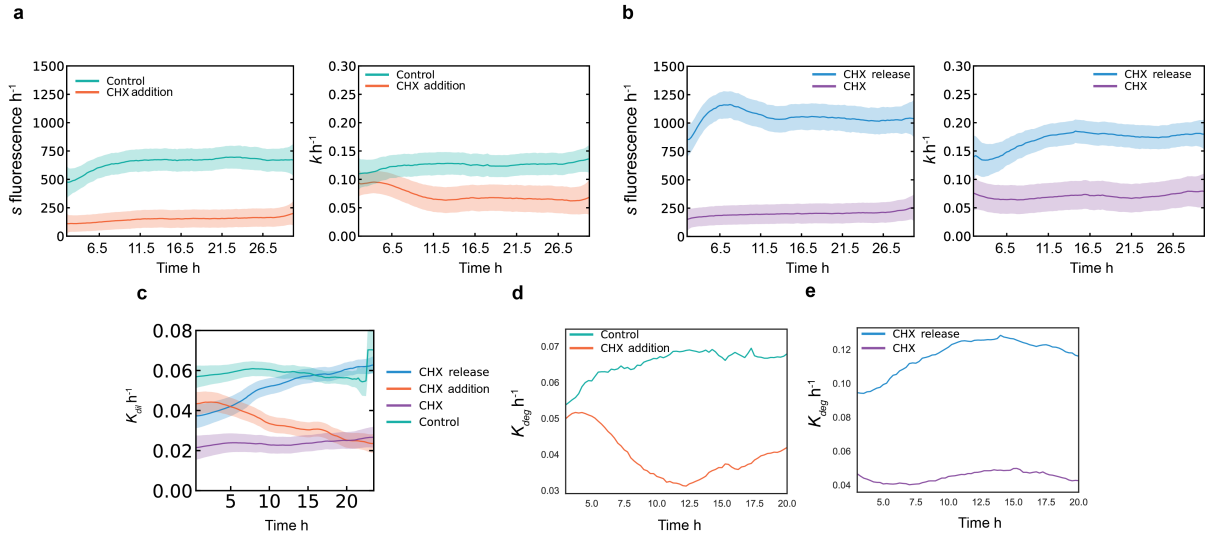 a
b
1500
1250
1000
750
500
250
0
s fluorescence h⁻¹
Control
CHX addition
6.5 11.5 16.5 21.5 26.5
Time h
0.30
0.25
0.20
0.15
0.10
0.05
0.00
k h⁻¹
Control
CHX addition
6.5 11.5 16.5 21.5 26.5
Time h
1500
1250
1000
750
500
250
0
s fluorescence h⁻¹
CHX release
CHX
6.5 11.5 16.5 21.5 26.5
Time h
0.30
0.25
0.20
0.15
0.10
0.05
0.00
k h⁻¹
CHX release
CHX
6.5 11.5 16.5 21.5 26.5
Time h
c
0.08
0.06
0.04
0.02
0.00
K_dil h⁻¹
5 10 15 20
Time h
CHX release
CHX addition
CHX
Control
d
0.07
0.06
0.05
0.04
0.03
K_deg h⁻¹
Control
CHX addition
5.0 7.5 10.0 12.5 15.0 17.5 20.0
Time h
e
0.12
0.10
0.08
0.06
0.04
K_deg h⁻¹
CHX release
CHX
5.0 7.5 10.0 12.5 15.0 17.5 20.0
Time h